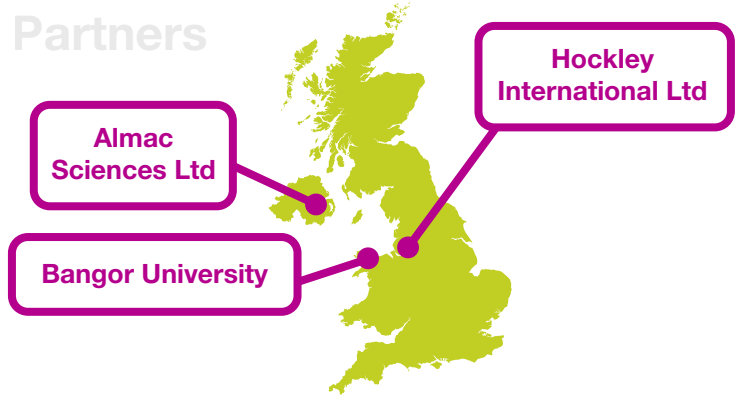 Partners
Hockley
International Ltd
Almac
Sciences Ltd
Bangor University